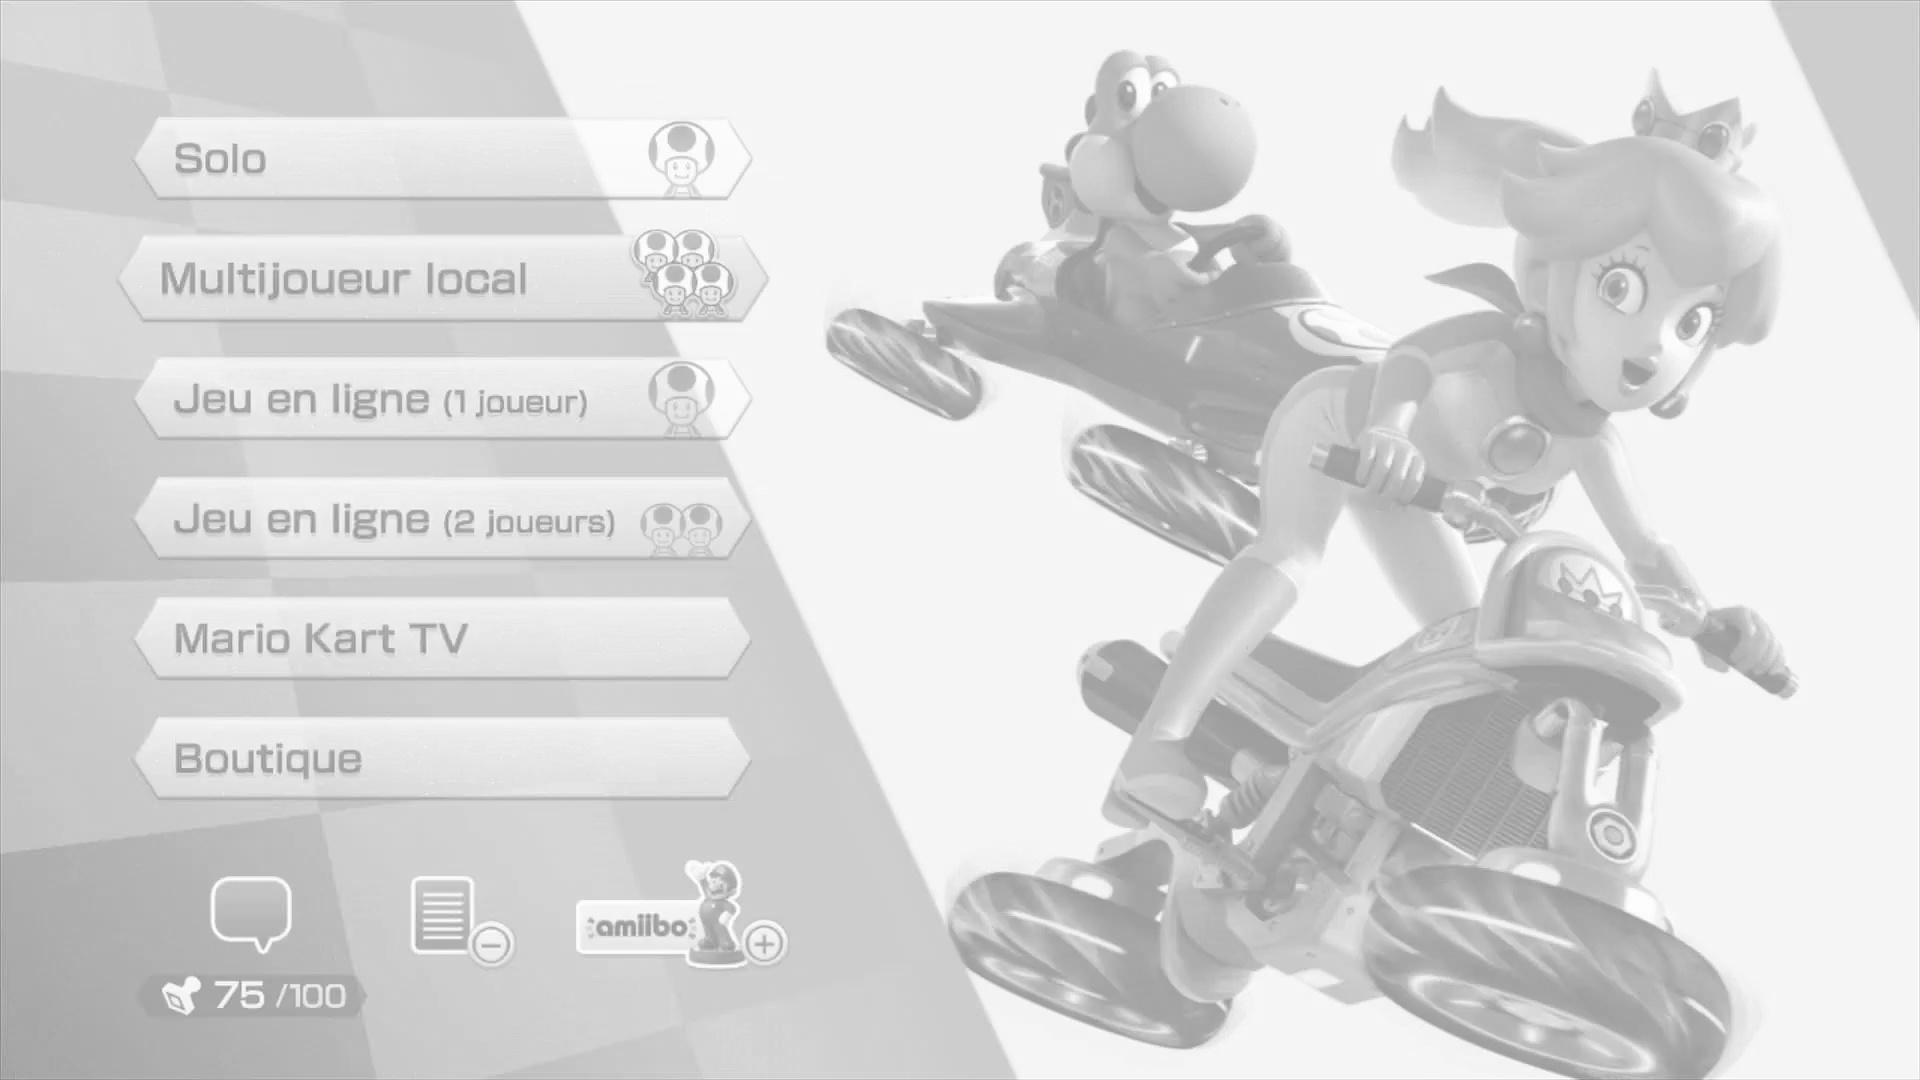 Solo
Multijoueur local
Jeu en ligne (1 joueur)
Jeu en ligne (2 joueurs)
Mario Kart TV
Boutique
amiibo
75 /100